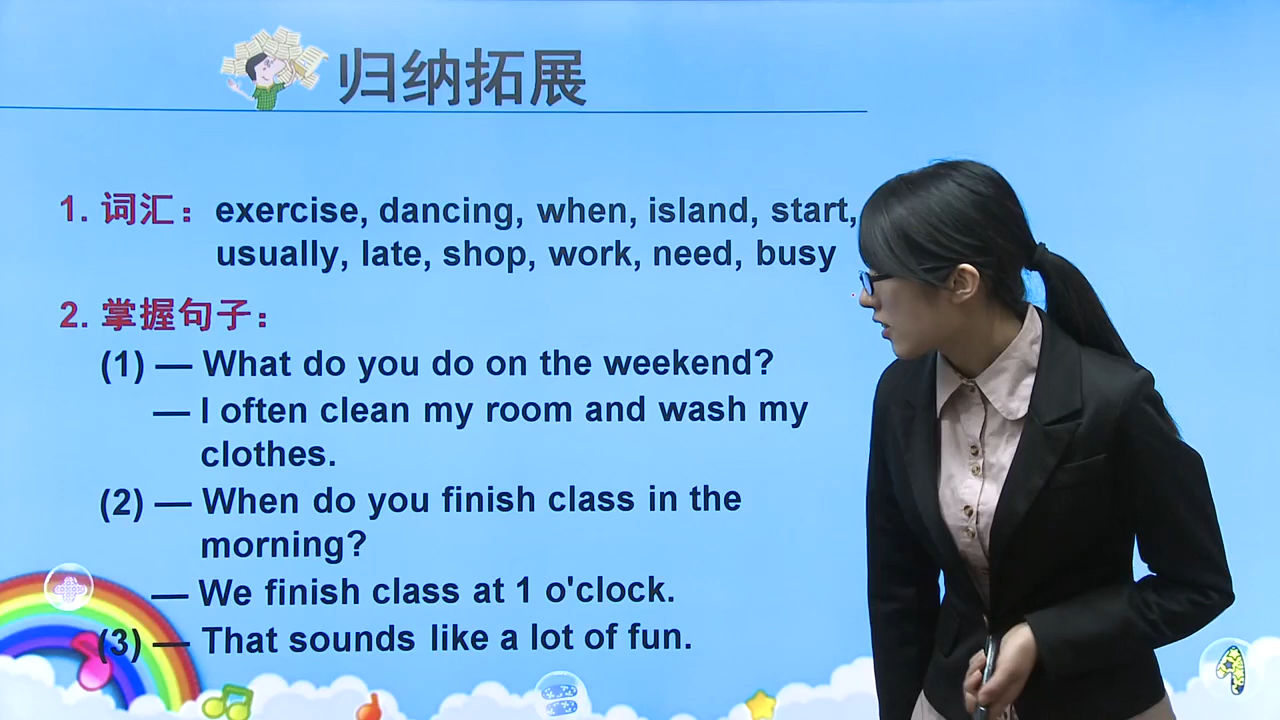 归纳拓展
1. 词汇：exercise, dancing, when, island, start,
usually, late, shop, work, need, busy
2. 掌握句子：
(1) — What do you do on the weekend?
— I often clean my room and wash my
clothes.
(2) — When do you finish class in the
morning?
— We finish class at 1 o'clock.
(3) — That sounds like a lot of fun.